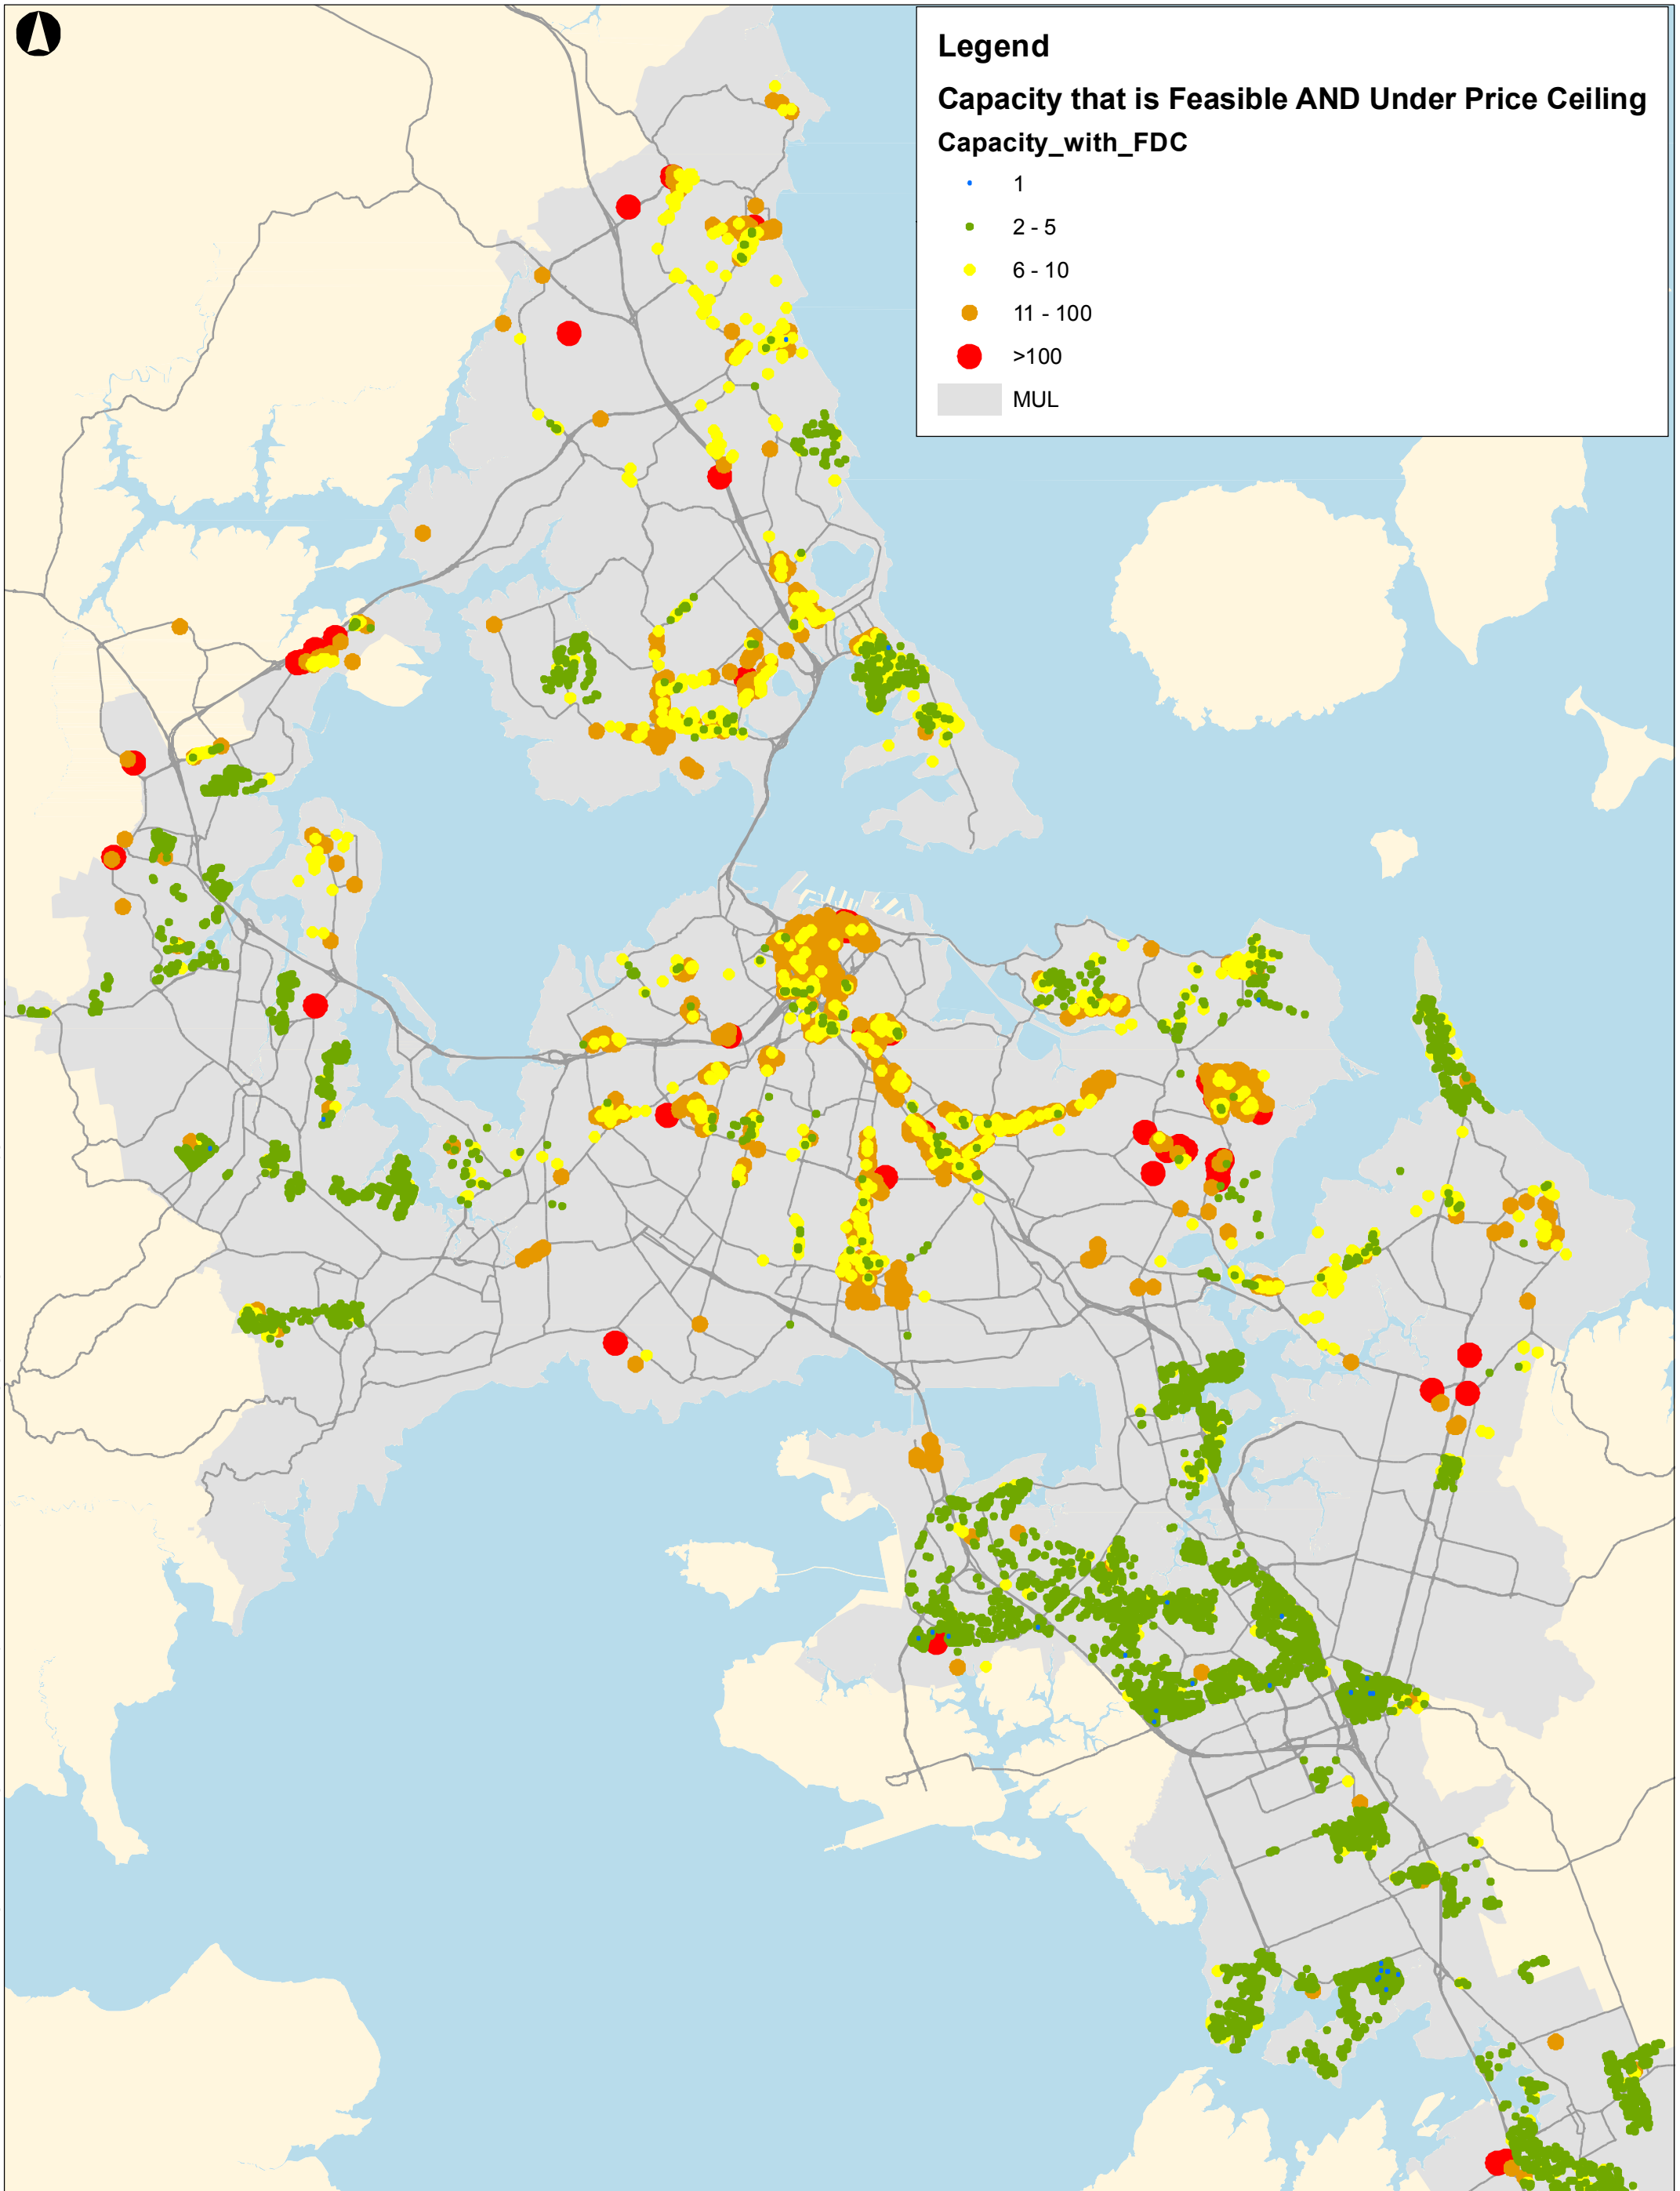 Legend
Capacity that is Feasible AND Under Price Ceiling
Capacity_with_FDC
1
2 - 5
6 - 10
11 - 100
>100
MUL